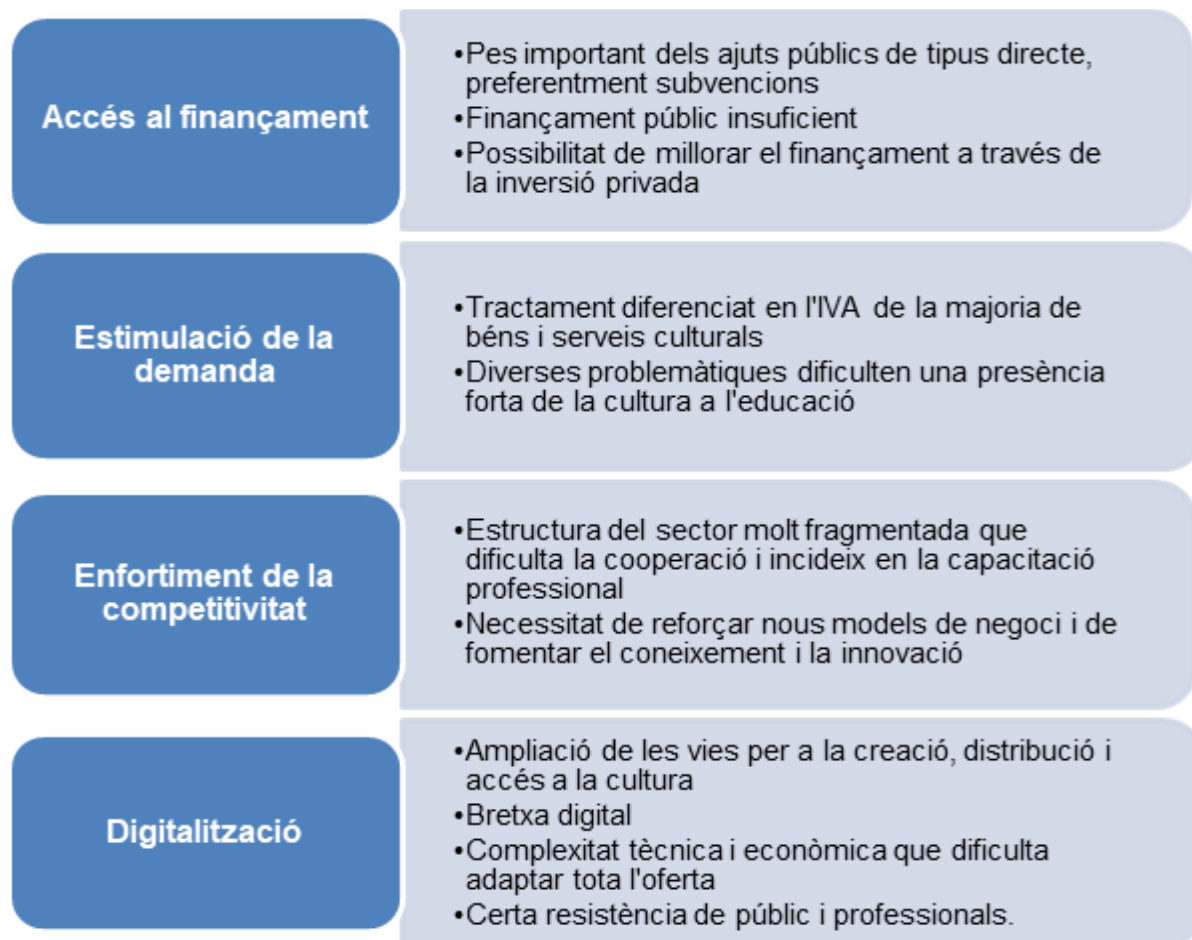 Accés al finançament
•Pes important dels ajuts públics de tipus directe,
preferentment subvencions
•Finançament públic insuficient
•Possibilitat de millorar el finançament a través de
la inversió privada
Estimulació de la
demanda
•Tractament diferenciat en l'IVA de la majoria de
béns i serveis culturals
•Diverses problemàtiques dificulten una presència
forta de la cultura a l'educació
Enfortiment de la
competitivitat
•Estructura del sector molt fragmentada que
dificulta la cooperació i incideix en la capacitació
professional
•Necessitat de reforçar nous models de negoci i de
fomentar el coneixement i la innovació
Digitalització
•Ampliació de les vies per a la creació, distribució i
accés a la cultura
•Bretxa digital
•Complexitat tècnica i econòmica que dificulta
adaptar tota l'oferta
•Certa resistència de públic i professionals.